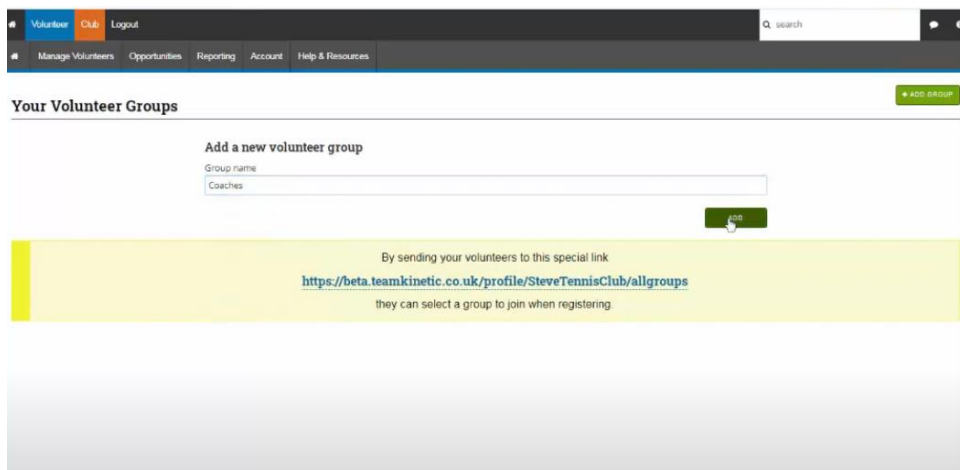 Volunteer Club Logout
search
Manage Volunteers Opportunities Reporting Account Help & Resources
+ ADD GROUP
Your Volunteer Groups
Add a new volunteer group
Group name
Coaches
ADD
By sending your volunteers to this special link
https://beta.teamkinetic.co.uk/profile/SteveTennisClub/allgroups
they can select a group to join when registering.